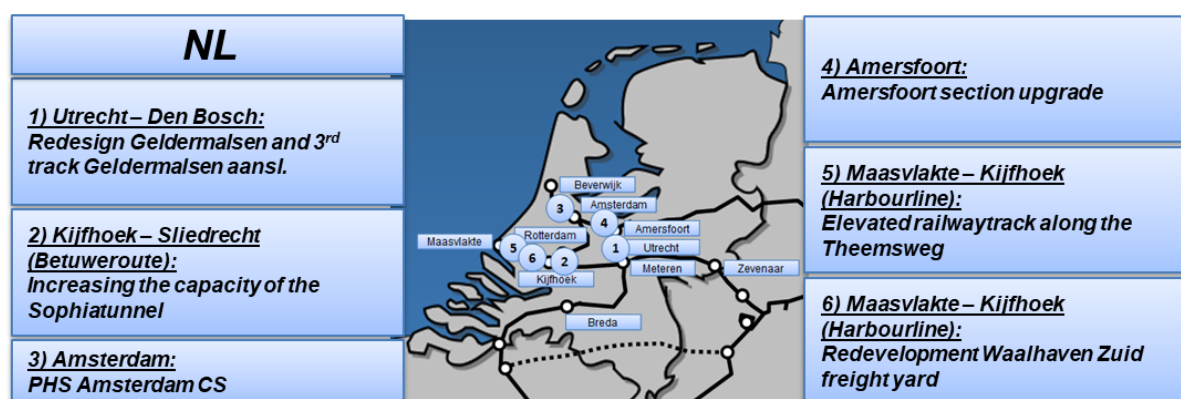 NL
1) Utrecht – Den Bosch:
Redesign Geldermalsen and 3rd
track Geldermalsen aansl.
2) Kijfhoek – Sliedrecht
(Betuweroute):
Increasing the capacity of the
Sophiatunnel
3) Amsterdam:
PHS Amsterdam CS
Beverwijk
3
Amsterdam
4
Amersfoort
Maasvlakte
5
Rotterdam
1
Utrecht
6
2
Meteren
Zevenaar
Kijfhoek
Breda
4) Amersfoort:
Amersfoort section upgrade
5) Maasvlakte – Kijfhoek
(Harbourline):
Elevated railwaytrack along the
Theemsweg
6) Maasvlakte – Kijfhoek
(Harbourline):
Redevelopment Waalhaven Zuid
freight yard